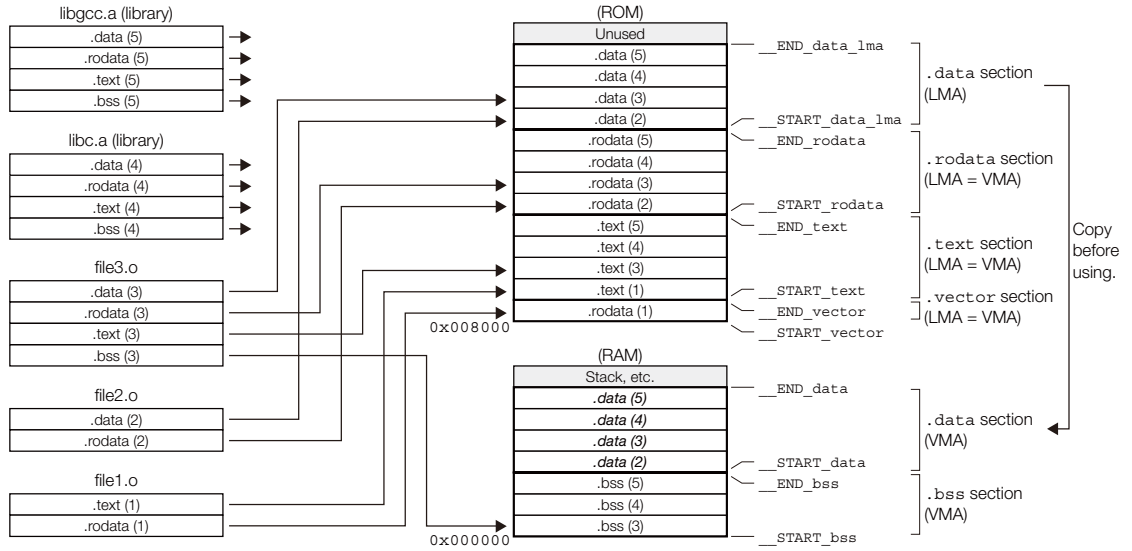 libgcc.a (library)
.data (5)
.rodata (5)
.text (5)
.bss (5)
libc.a (library)
.data (4)
.rodata (4)
.text (4)
.bss (4)
file3.o
.data (3)
.rodata (3)
.text (3)
.bss (3)
file2.o
.data (2)
.rodata (2)
file1.o
.text (1)
.rodata (1)
(ROM)
Unused
.data (5)
.data (4)
.data (3)
.data (2)
.rodata (5)
.rodata (4)
.rodata (3)
.rodata (2)
.text (5)
.text (4)
.text (3)
.text (1)
.rodata (1)
0x008000
__END_data_lma
__START_data_lma
__END_rodata
__START_rodata
__END_text
__START_text
__END_vector
__START_vector
.data section
(LMA)
.rodata section
(LMA = VMA)
.text section
(LMA = VMA)
.vector section
(LMA = VMA)
Copy
before
using.
(RAM)
Stack, etc.
.data (5)
.data (4)
.data (3)
.data (2)
.bss (5)
.bss (4)
.bss (3)
0x000000
__END_data
__START_data
__END_bss
__START_bss
.data section
(VMA)
.bss section
(VMA)